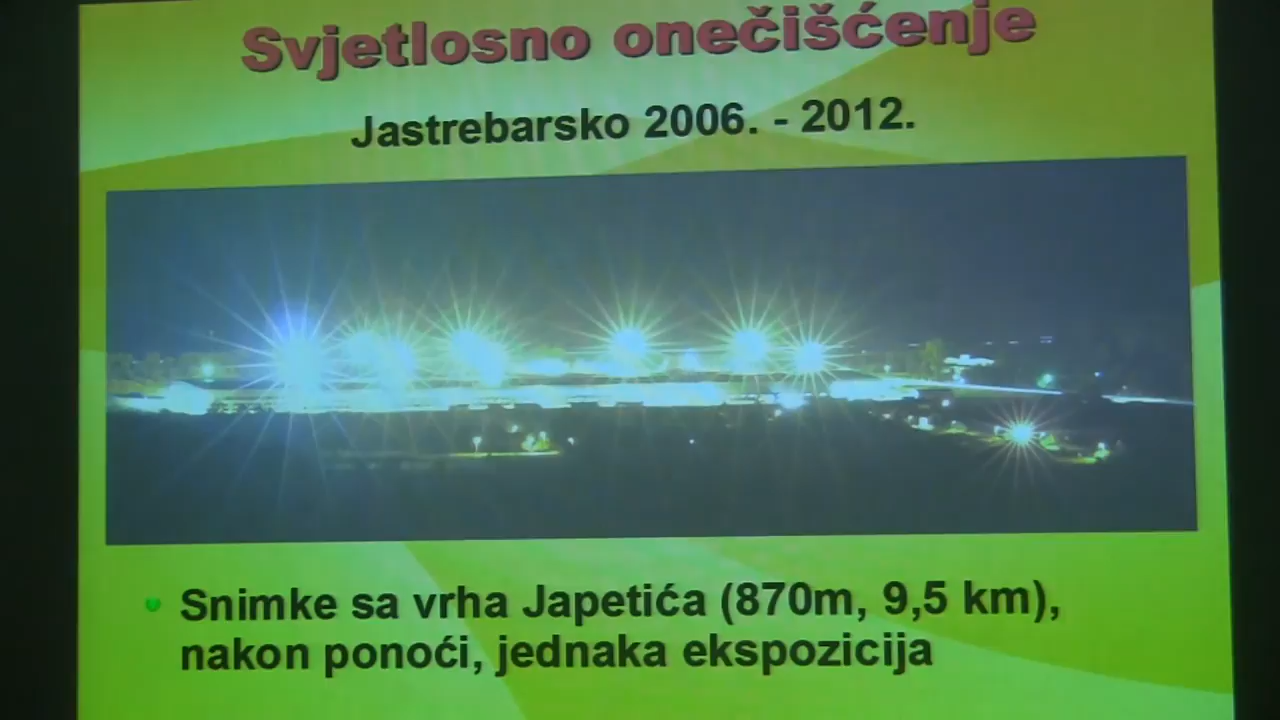 Svjetlosno onečišćenje
Jastrebarsko 2006. - 2012.
Snimke sa vrha Japetića (870m, 9,5 km),
nakon ponoći, jednaka ekspozicija